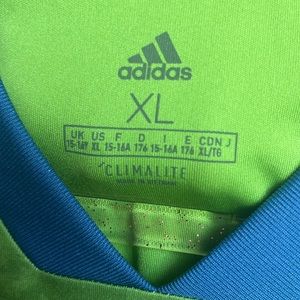 adidas
XL
UK US F D I E CDN J
15-16Y XL 15-16A 176 15-16A 176 XL/TG
CLIMALITE
MADE IN VIETNAM